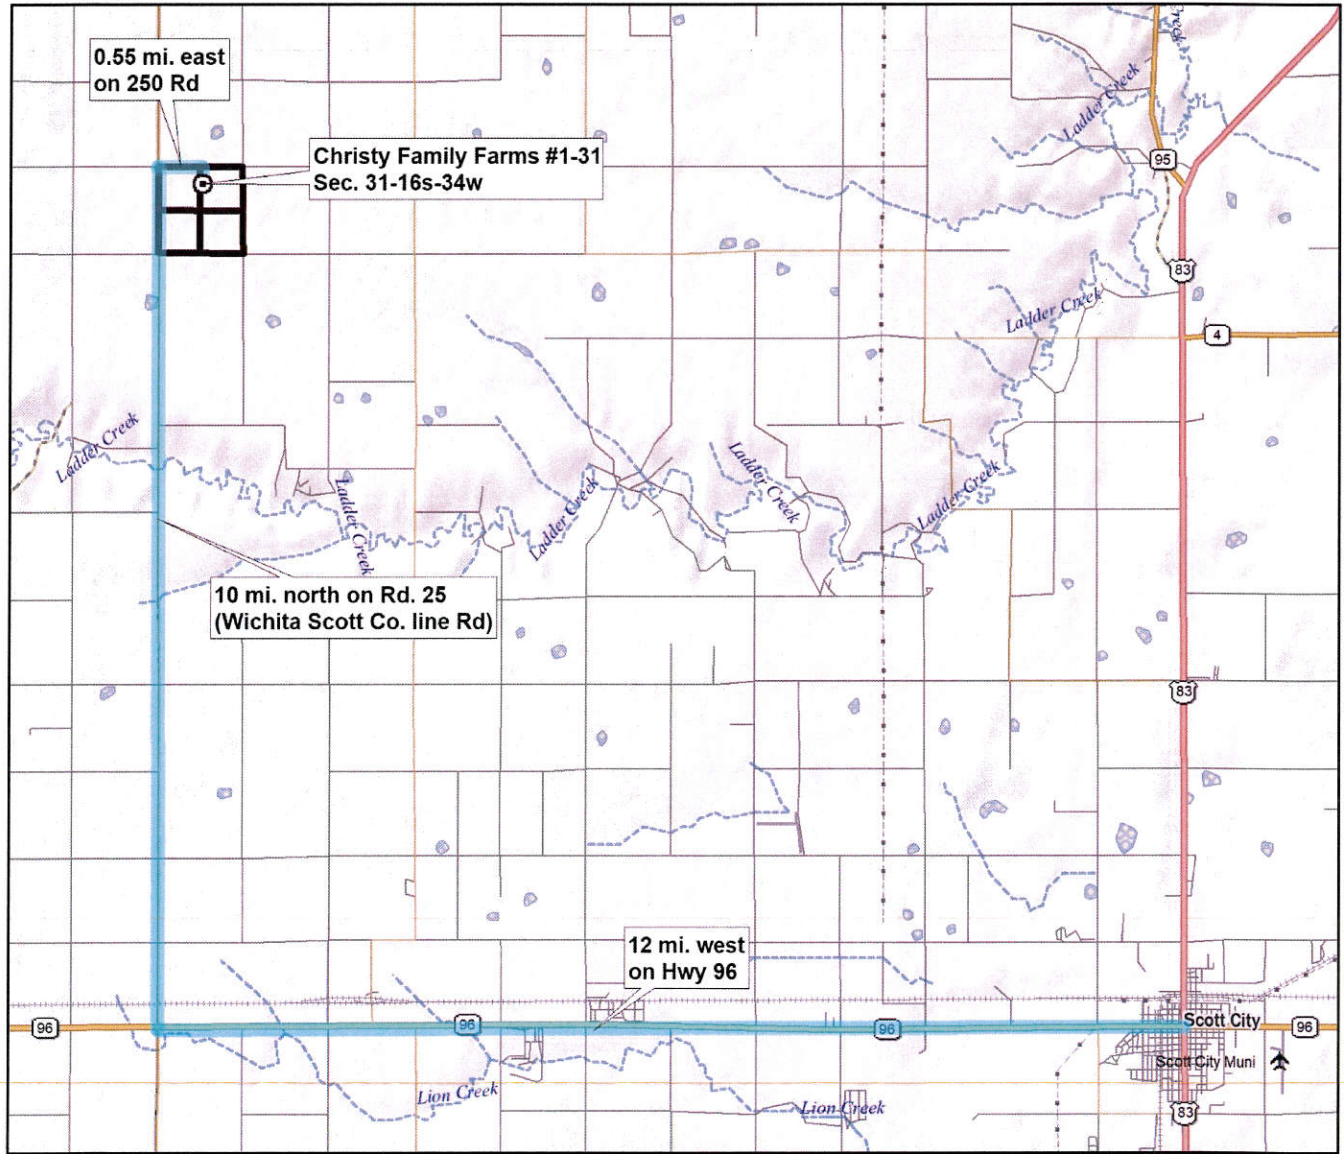 0.55 mi. east
on 250 Rd
Christy Family Farms #1-31
Sec. 31-16s-34w
Ladder Creek
Creek
95
83
Ladder Creek
4
Ladder Creek
Ladder Creek
Ladder Creek
Ladder Creek
Ladder Creek
10 mi. north on Rd. 25
(Wichita Scott Co. line Rd)
83
12 mi. west
on Hwy 96
96
96
96
Scott City
96
Scott City Muni
Lion Creek
Lion Creek
83